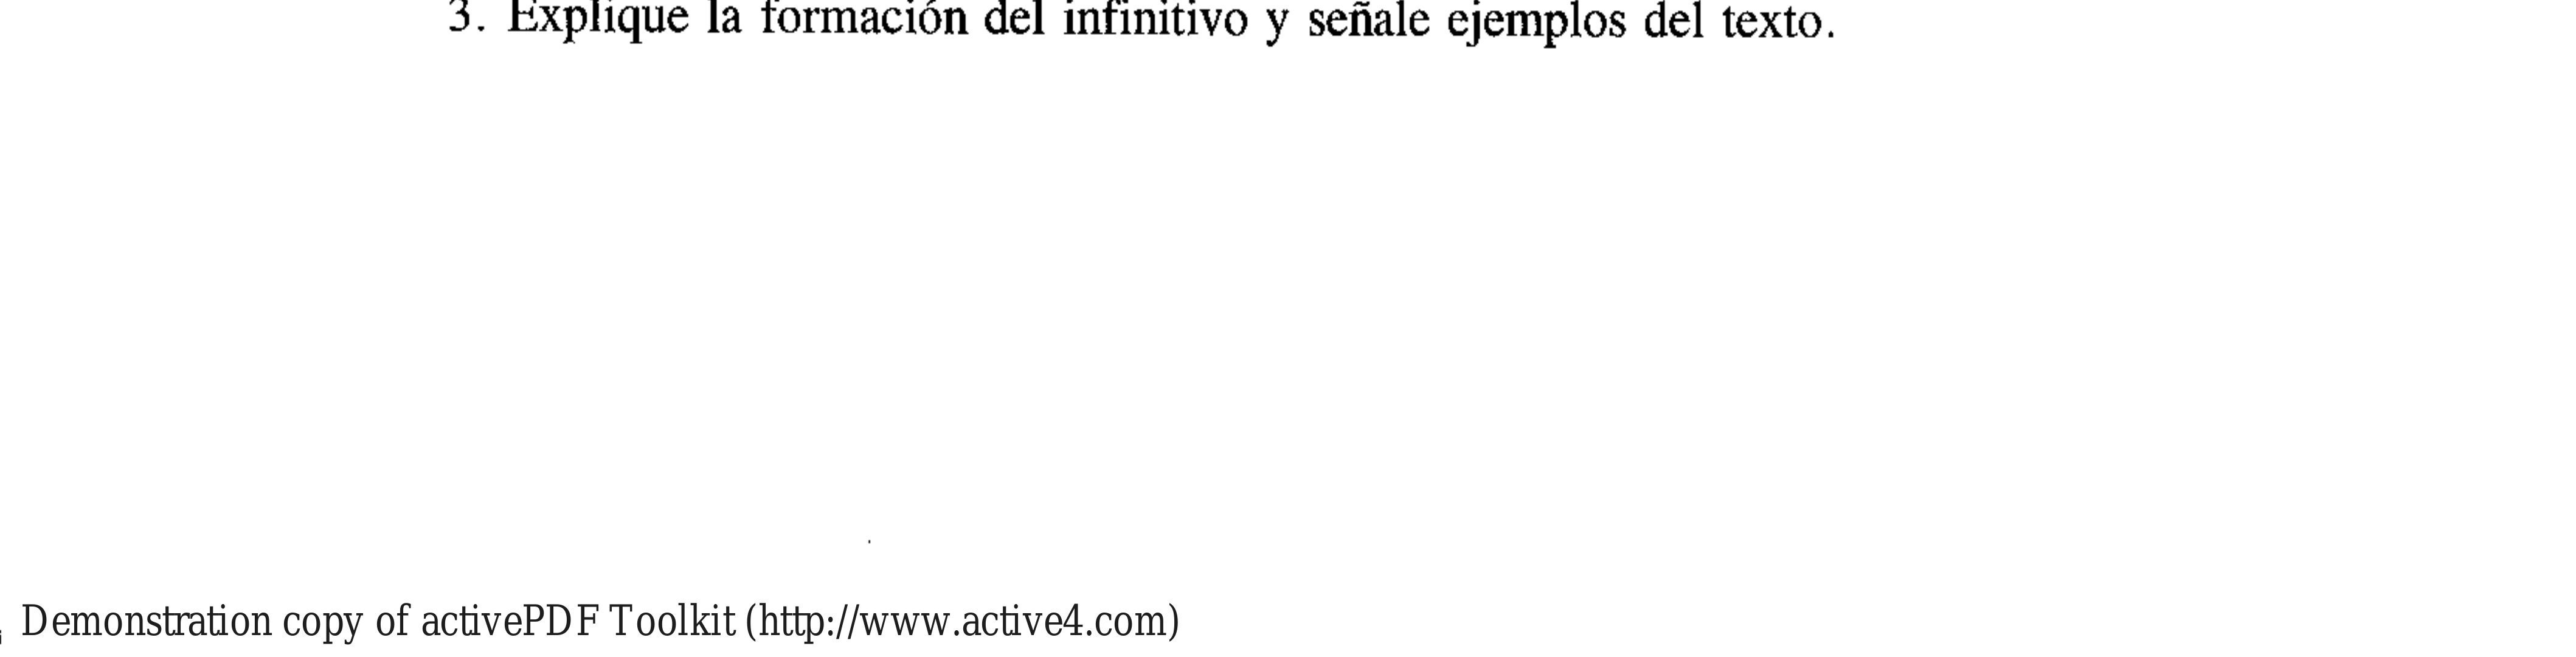 3. Explique la formación del infinitivo y señale ejemplos del texto.
Demonstration copy of activePDF Toolkit (http://www.active4.com)